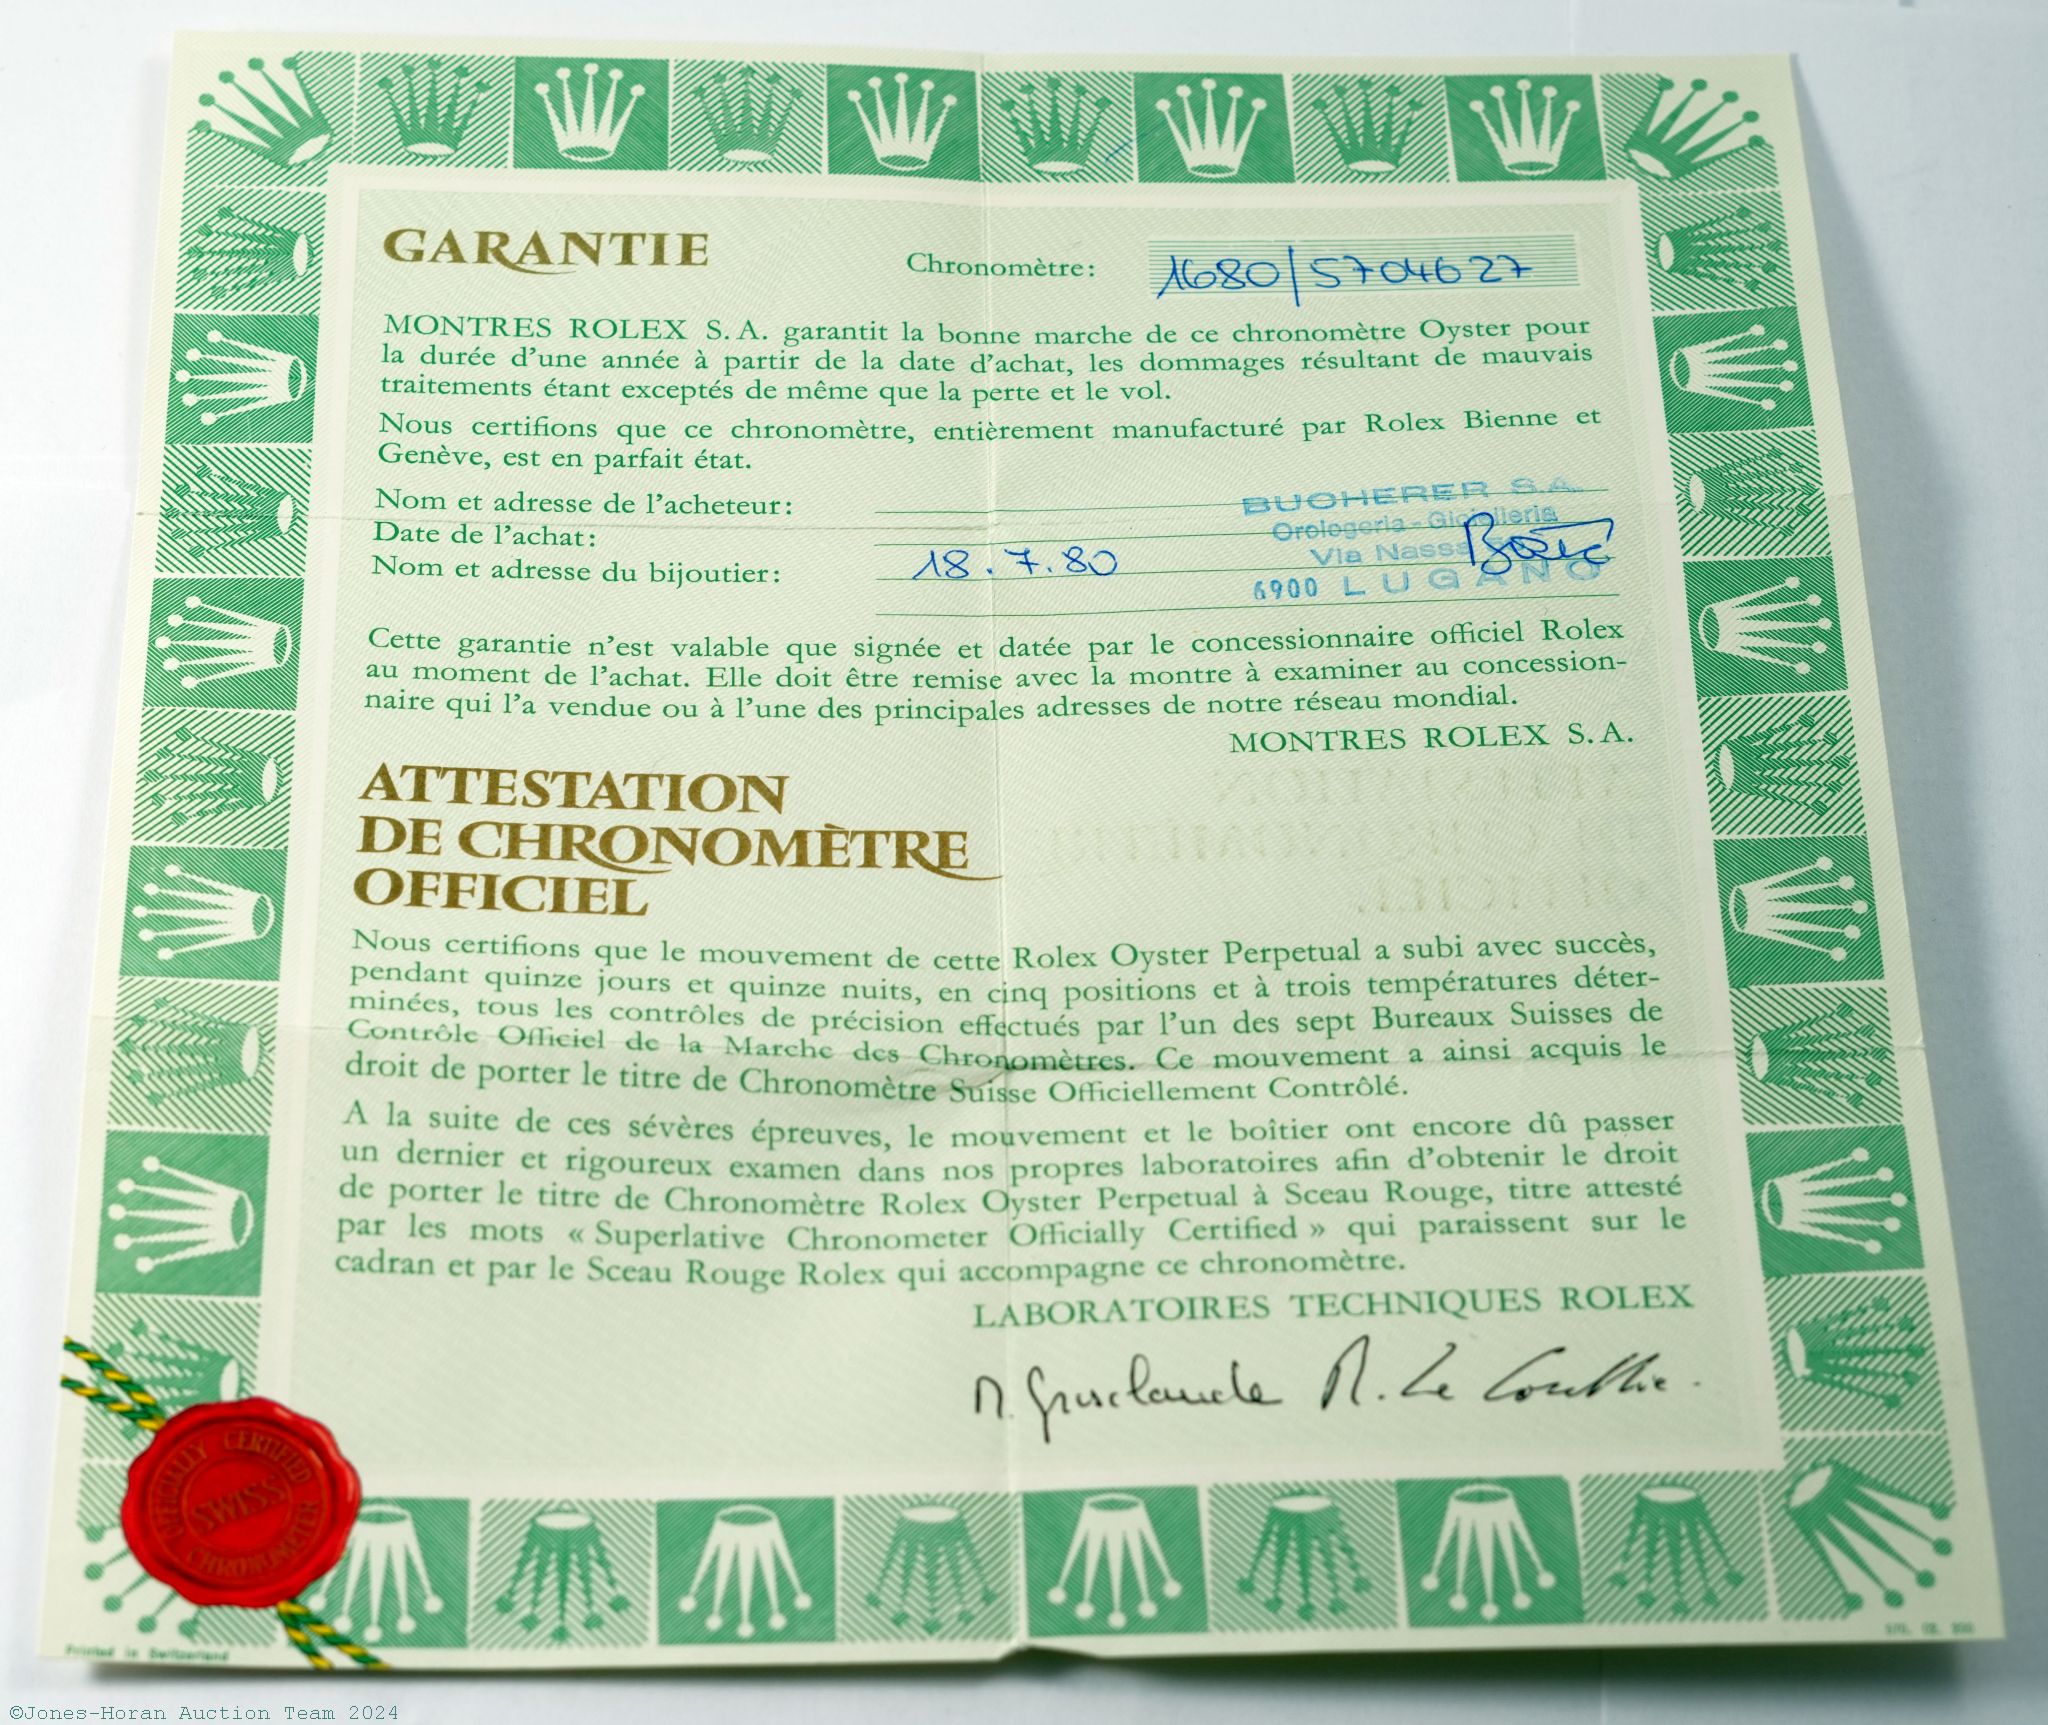 GARANTIE
Chronomètre: 1680/5704627
MONTRES ROLEX S.A. garantit la bonne marche de ce chronomètre Oyster pour
la durée d'une année à partir de la date d'achat, les dommages résultant de mauvais
traitements étant exceptés de même que la perte et le vol.
Nous certifions que ce chronomètre, entièrement manufacturé par Rolex Bienne et
Genève, est en parfait état.
Nom et adresse de l'acheteur:
Date de l'achat:
18.7.80
Nom et adresse du bijoutier:
BUCHERER S.A.
Orologeria-Gioielleria
Via Nassa
6900 LUGANO
Cette garantie n'est valable que signée et datée par le concessionnaire officiel Rolex
au moment de l'achat. Elle doit être remise avec la montre à examiner au concession-
naire qui l'a vendue ou à l'une des principales adresses de notre réseau mondial.
MONTRES ROLEX S.A.
ATTESTATION
DE CHRONOMÈTRE
OFFICIEL
Nous certifions que le mouvement de cette Rolex Oyster Perpetual a subi avec succès,
pendant quinze jours et quinze nuits, en cinq positions et à trois températures déter-
minées, tous les contrôles de précision effectués par l'un des sept Bureaux Suisses de
Contrôle Officiel de la Marche des Chronomètres. Ce mouvement a ainsi acquis le
droit de porter le titre de Chronomètre Suisse Officiellement Contrôlé.
A la suite de ces sévères épreuves, le mouvement et le boîtier ont encore dû passer
un dernier et rigoureux examen dans nos propres laboratoires afin d'obtenir le droit
de porter le titre de Chronomètre Rolex Oyster Perpetual à Sceau Rouge, titre attesté
par les mots « Superlative Chronometer Officially Certified » qui paraissent sur le
cadran et par le Sceau Rouge Rolex qui accompagne ce chronomètre.
LABORATOIRES TECHNIQUES ROLEX
R. Le Coultre.
OFFICIALLY CERTIFIED
SWISS
CHRONOMETER
Printed in Switzerland
©Jones-Horan Auction Team 2024